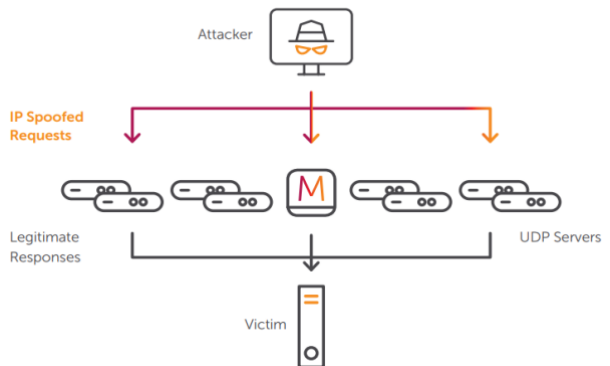 Attacker
IP Spoofed
Requests
M
Legitimate
Responses
UDP Servers
Victim